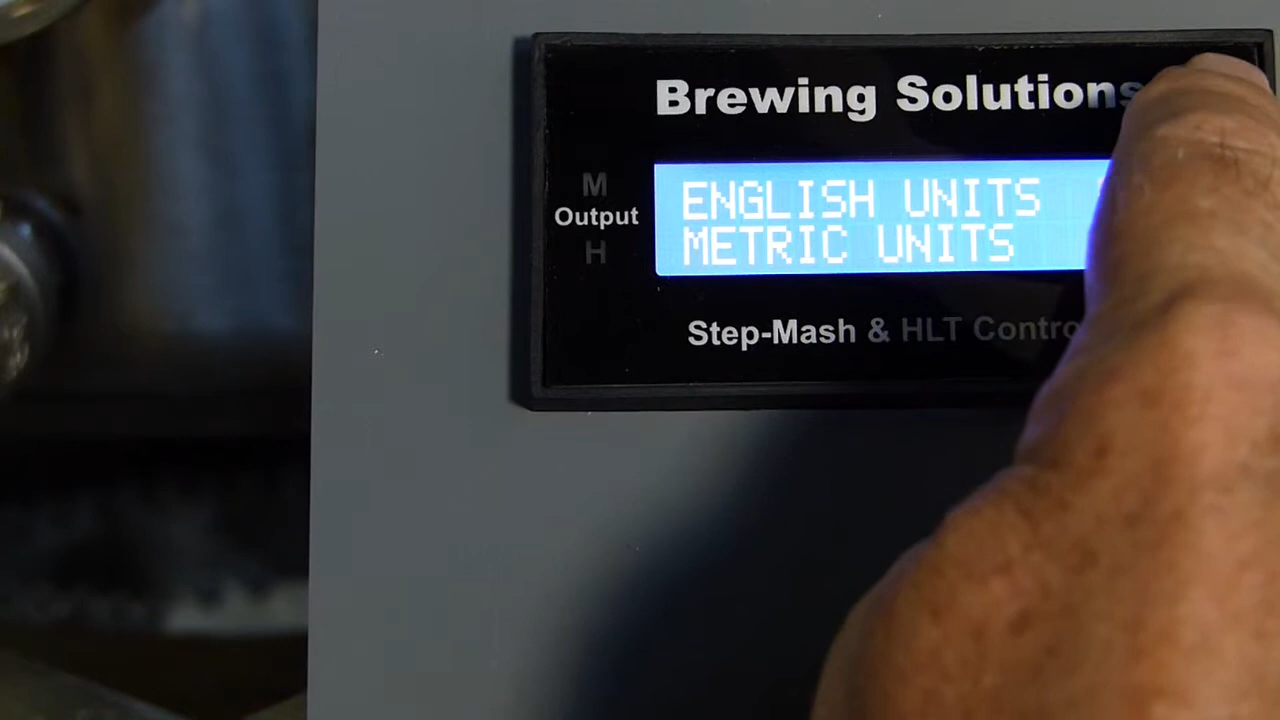 Brewing Solutions
M
Output
H
ENGLISH UNITS
METRIC UNITS
Step-Mash & HLT Contro